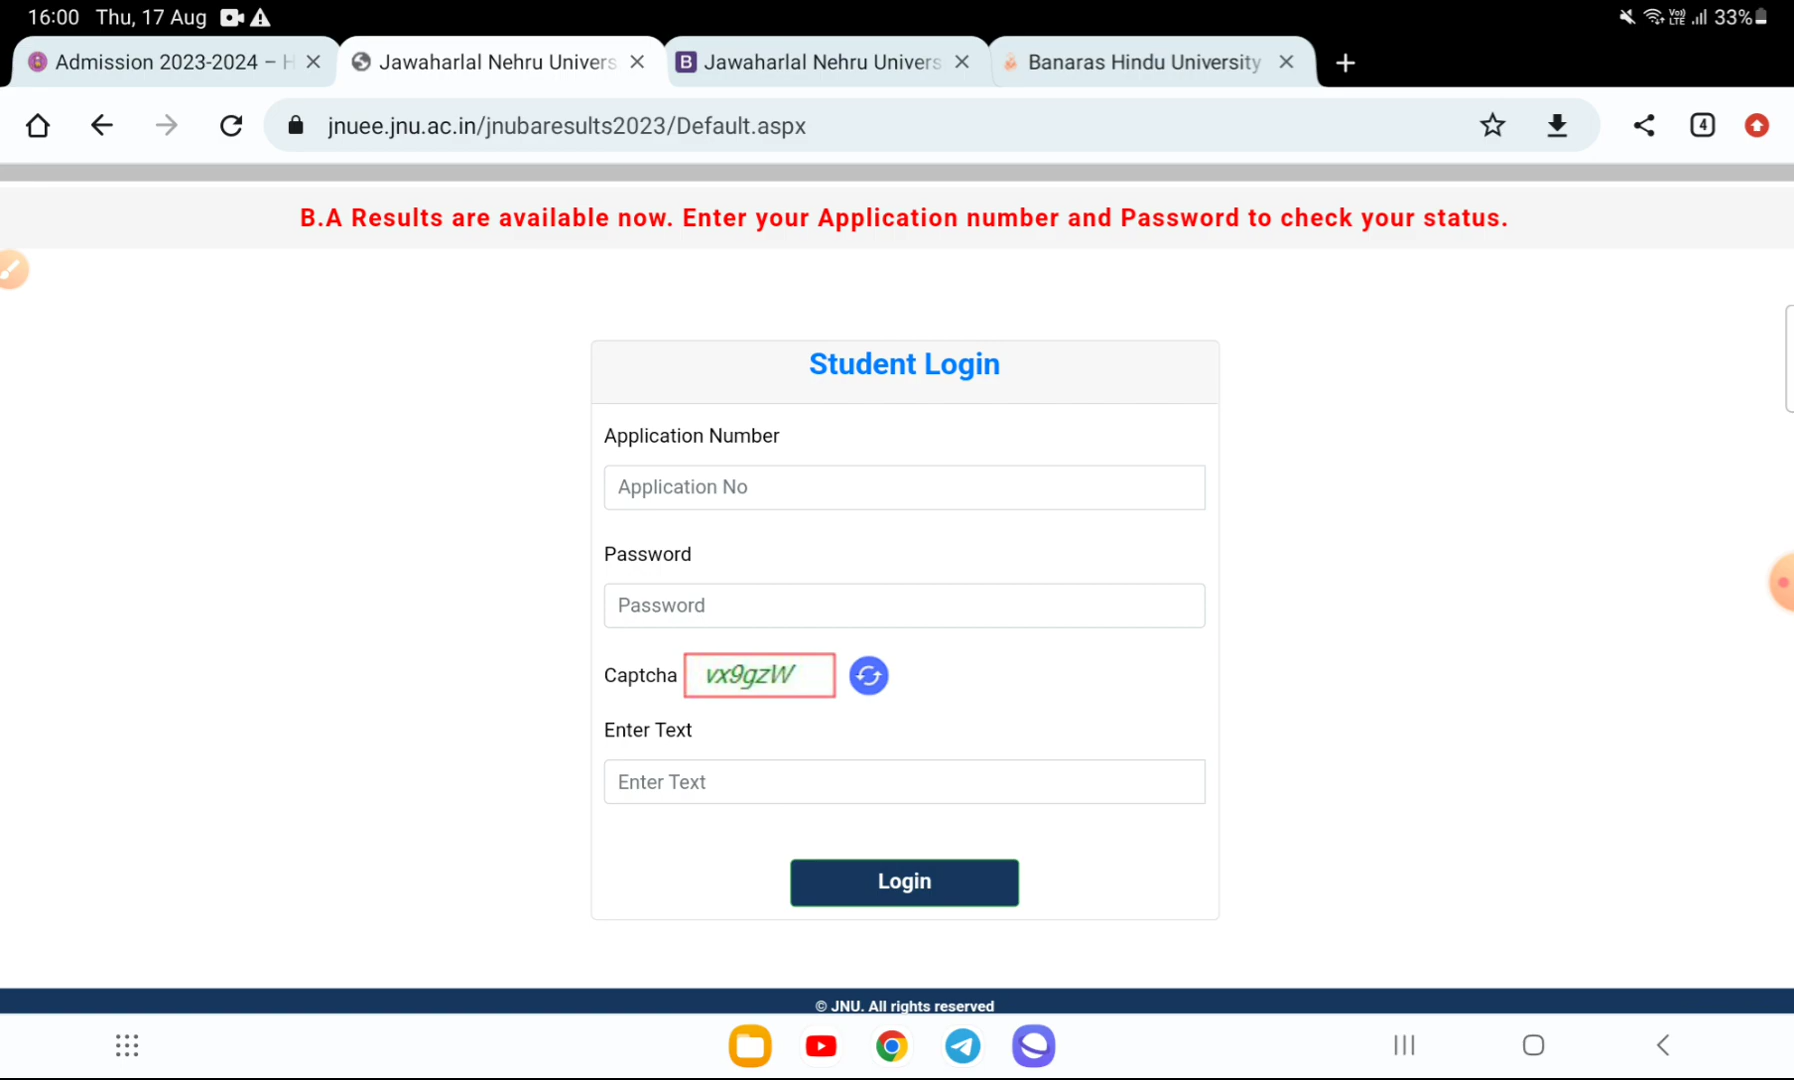 16:00 Thu, 17 Aug
33%
Admission 2023-2024 – H
Jawaharlal Nehru Univers
Jawaharlal Nehru Univers
Banaras Hindu University
jnuee.jnu.ac.in/jnubaresults2023/Default.aspx
4
B.A Results are available now. Enter your Application number and Password to check your status.
Student Login
Application Number
Application No
Password
Password
Captcha vx9gzW
Enter Text
Enter Text
Login
© JNU. All rights reserved